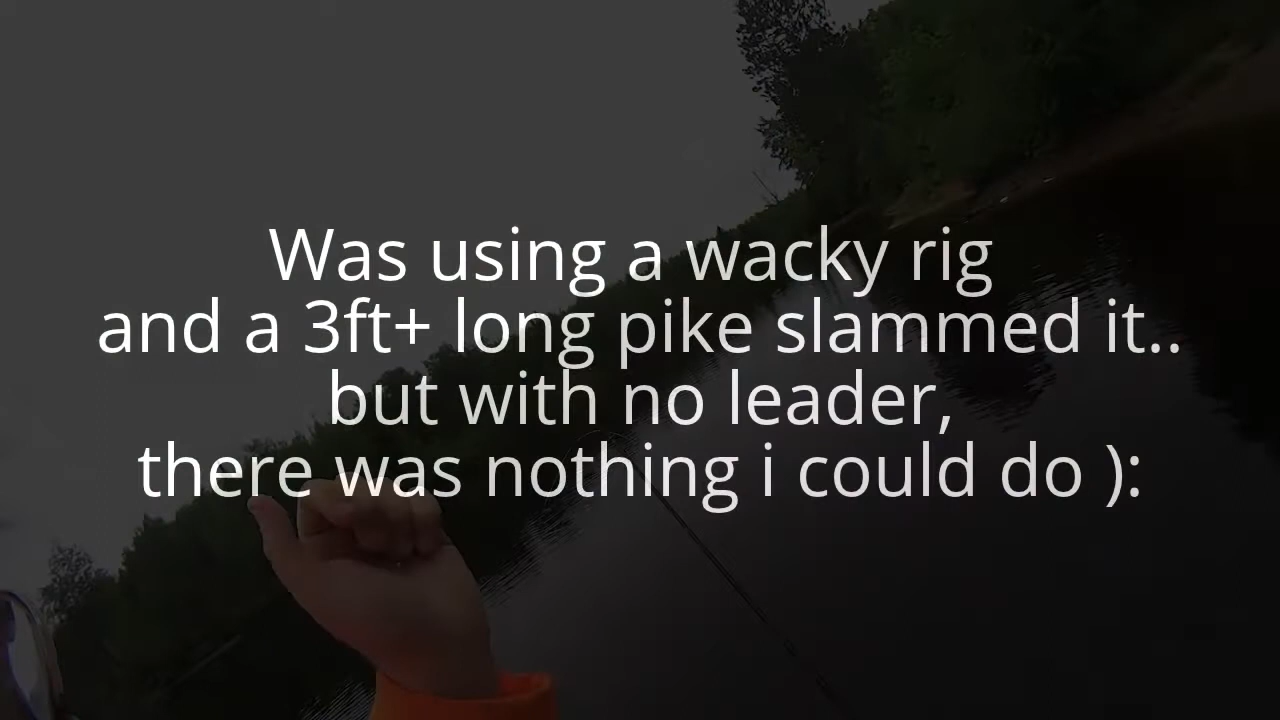 Was using a wacky rig
and a 3ft+ long pike slammed it..
but with no leader,
there was nothing i could do ):